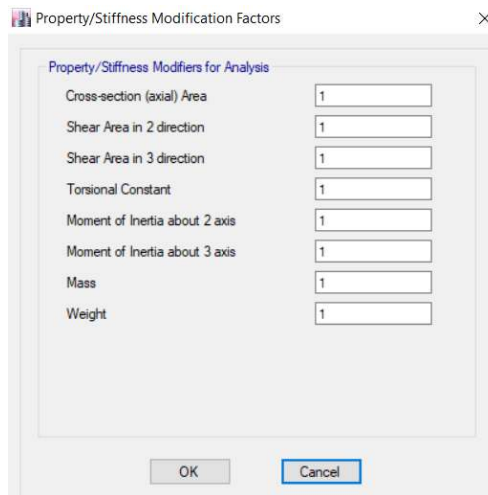 Property/Stiffness Modification Factors
Property/Stiffness Modifiers for Analysis
Cross-section (axial) Area 1
Shear Area in 2 direction 1
Shear Area in 3 direction 1
Torsional Constant 1
Moment of Inertia about 2 axis 1
Moment of Inertia about 3 axis 1
Mass 1
Weight 1
OK Cancel